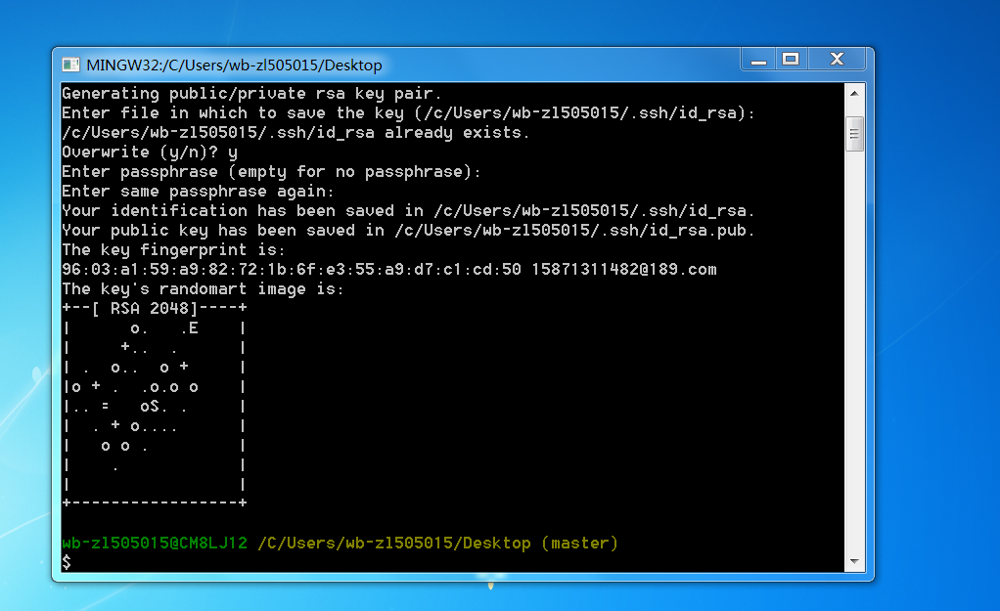 MINGW32:/C/Users/wb-zl505015/Desktop
Generating public/private rsa key pair.
Enter file in which to save the key (/c/Users/wb-zl505015/.ssh/id_rsa):
/c/Users/wb-zl505015/.ssh/id_rsa already exists.
Overwrite (y/n)? y
Enter passphrase (empty for no passphrase):
Enter same passphrase again:
Your identification has been saved in /c/Users/wb-zl505015/.ssh/id_rsa.
Your public key has been saved in /c/Users/wb-zl505015/.ssh/id_rsa.pub.
The key fingerprint is:
96:03:a1:59:a9:82:72:1b:6f:e3:55:a9:d7:c1:cd:50 15871311482@189.com
The key's randomart image is:
+--[ RSA 2048]----+
|      o.   .E    |
|     +..  .      |
| .  o..  o +     |
|o + .  .o.o o    |
|.. =   oS. .     |
|  . + o....      |
|   o o .         |
|    .            |
|                 |
+-----------------+
wb-zl505015@CM8LJ12 /C/Users/wb-zl505015/Desktop (master)
$